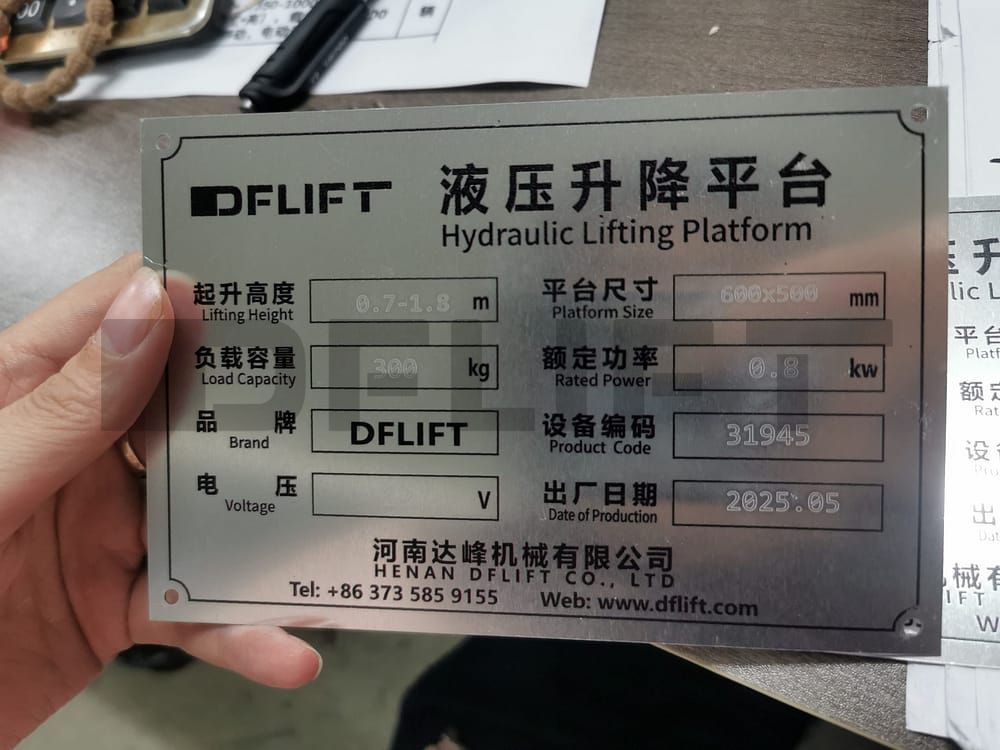 DFLIFT 液压升降平台
Hydraulic Lifting Platform
起升高度 0.7-1.8 m 平台尺寸 600x500 mm
Lifting Height Platform Size
负载容量 300 kg 额定功率 0.8 kw
Load Capacity Rated Power
品牌 DFLIFT 设备编码 31945
Brand Product Code
电压 V 出厂日期 2025.05
Voltage Date of Production
河南达峰机械有限公司
HENAN DFLIFT CO., LTD
Tel: +86 373 585 9155 Web: www.dflift.com
DFLIFT